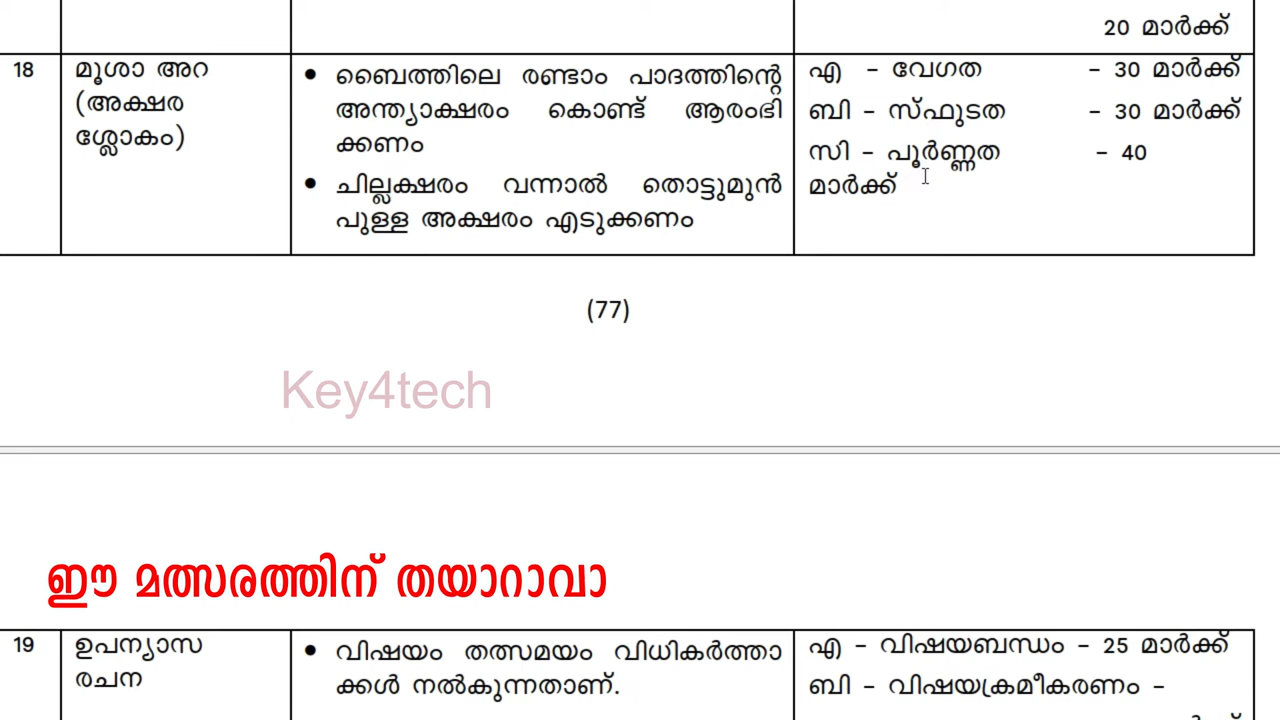 20 മാർക്ക്
18
മൂശാ അറ
(അക്ഷര
ശ്ലോകം)
• ബൈത്തിലെ രണ്ടാം പാദത്തിന്റെ
അന്ത്യാക്ഷരം കൊണ്ട് ആരംഭി
ക്കണം
• ചില്ലക്ഷരം വന്നാൽ തൊട്ടുമുൻ
പുള്ള അക്ഷരം എടുക്കണം
എ – വേഗത – 30 മാർക്ക്
ബി – സ്ഫുടത – 30 മാർക്ക്
സി – പൂർണ്ണത – 40
മാർക്ക്
(77)
Key4tech
ഈ മത്സരത്തിന് തയാറാവാ
19
ഉപന്യാസ
രചന
• വിഷയം തത്സമയം വിധികർത്താ
ക്കൾ നൽകുന്നതാണ്.
എ – വിഷയബന്ധം – 25 മാർക്ക്
ബി – വിഷയക്രമീകരണം –